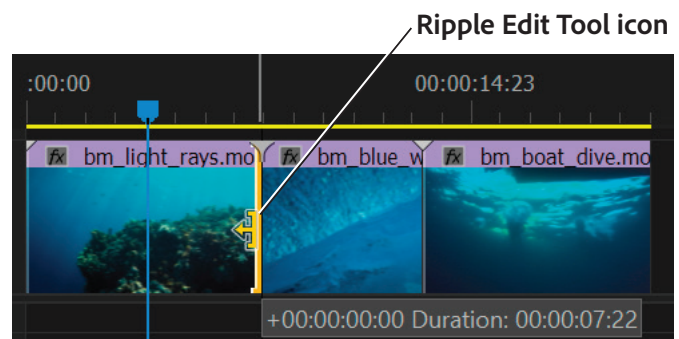 Ripple Edit Tool icon
:00:00 00:00:14:23
fx bm_light_rays.mo fx bm_blue_w fx bm_boat_dive.mo
+00:00:00:00 Duration: 00:00:07:22